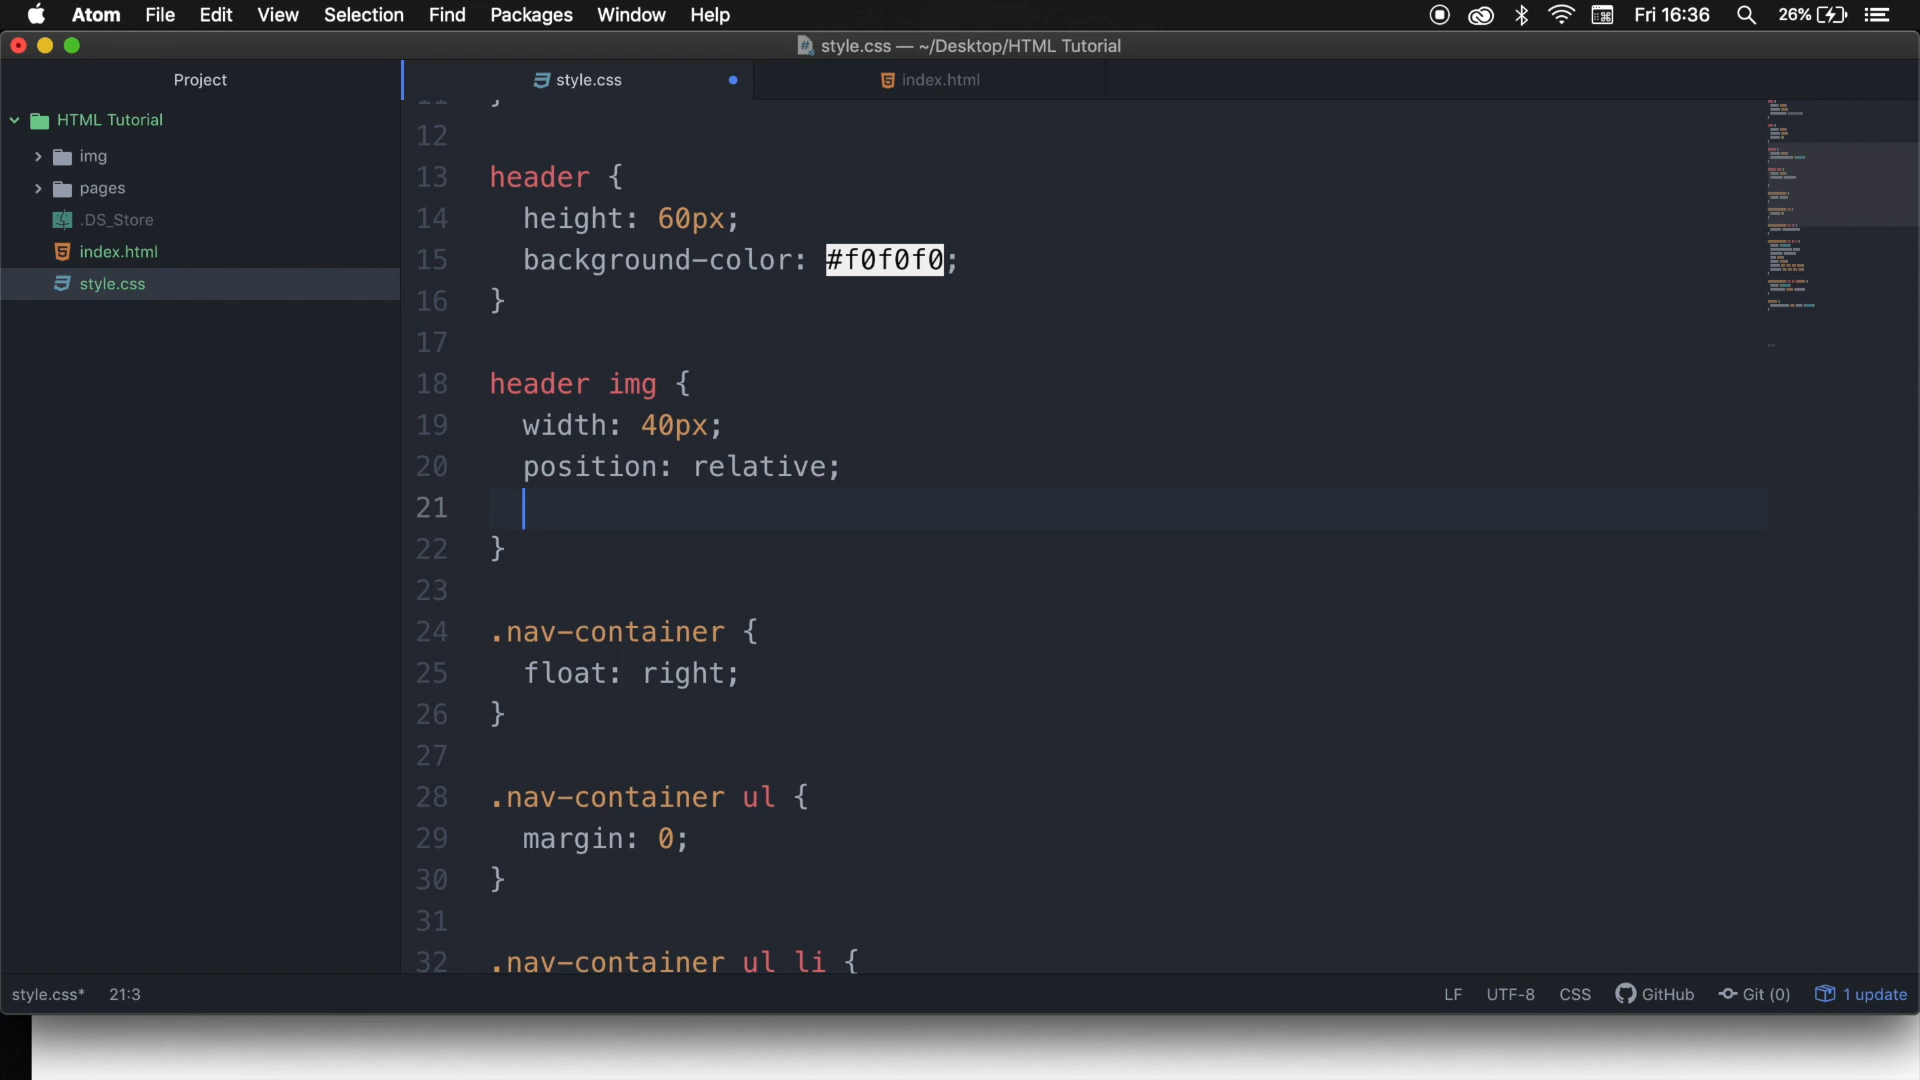 Atom File Edit View Selection Find Packages Window Help Fri 16:36 26%
style.css — ~/Desktop/HTML Tutorial
Project style.css index.html
HTML Tutorial
img
pages
.DS_Store
index.html
style.css
11 }
12
13 header {
14 height: 60px;
15 background-color: #f0f0f0;
16 }
17
18 header img {
19 width: 40px;
20 position: relative;
21
22 }
23
24 .nav-container {
25 float: right;
26 }
27
28 .nav-container ul {
29 margin: 0;
30 }
31
32 .nav-container ul li {
style.css* 21:3 LF UTF-8 CSS GitHub Git (0) 1 update